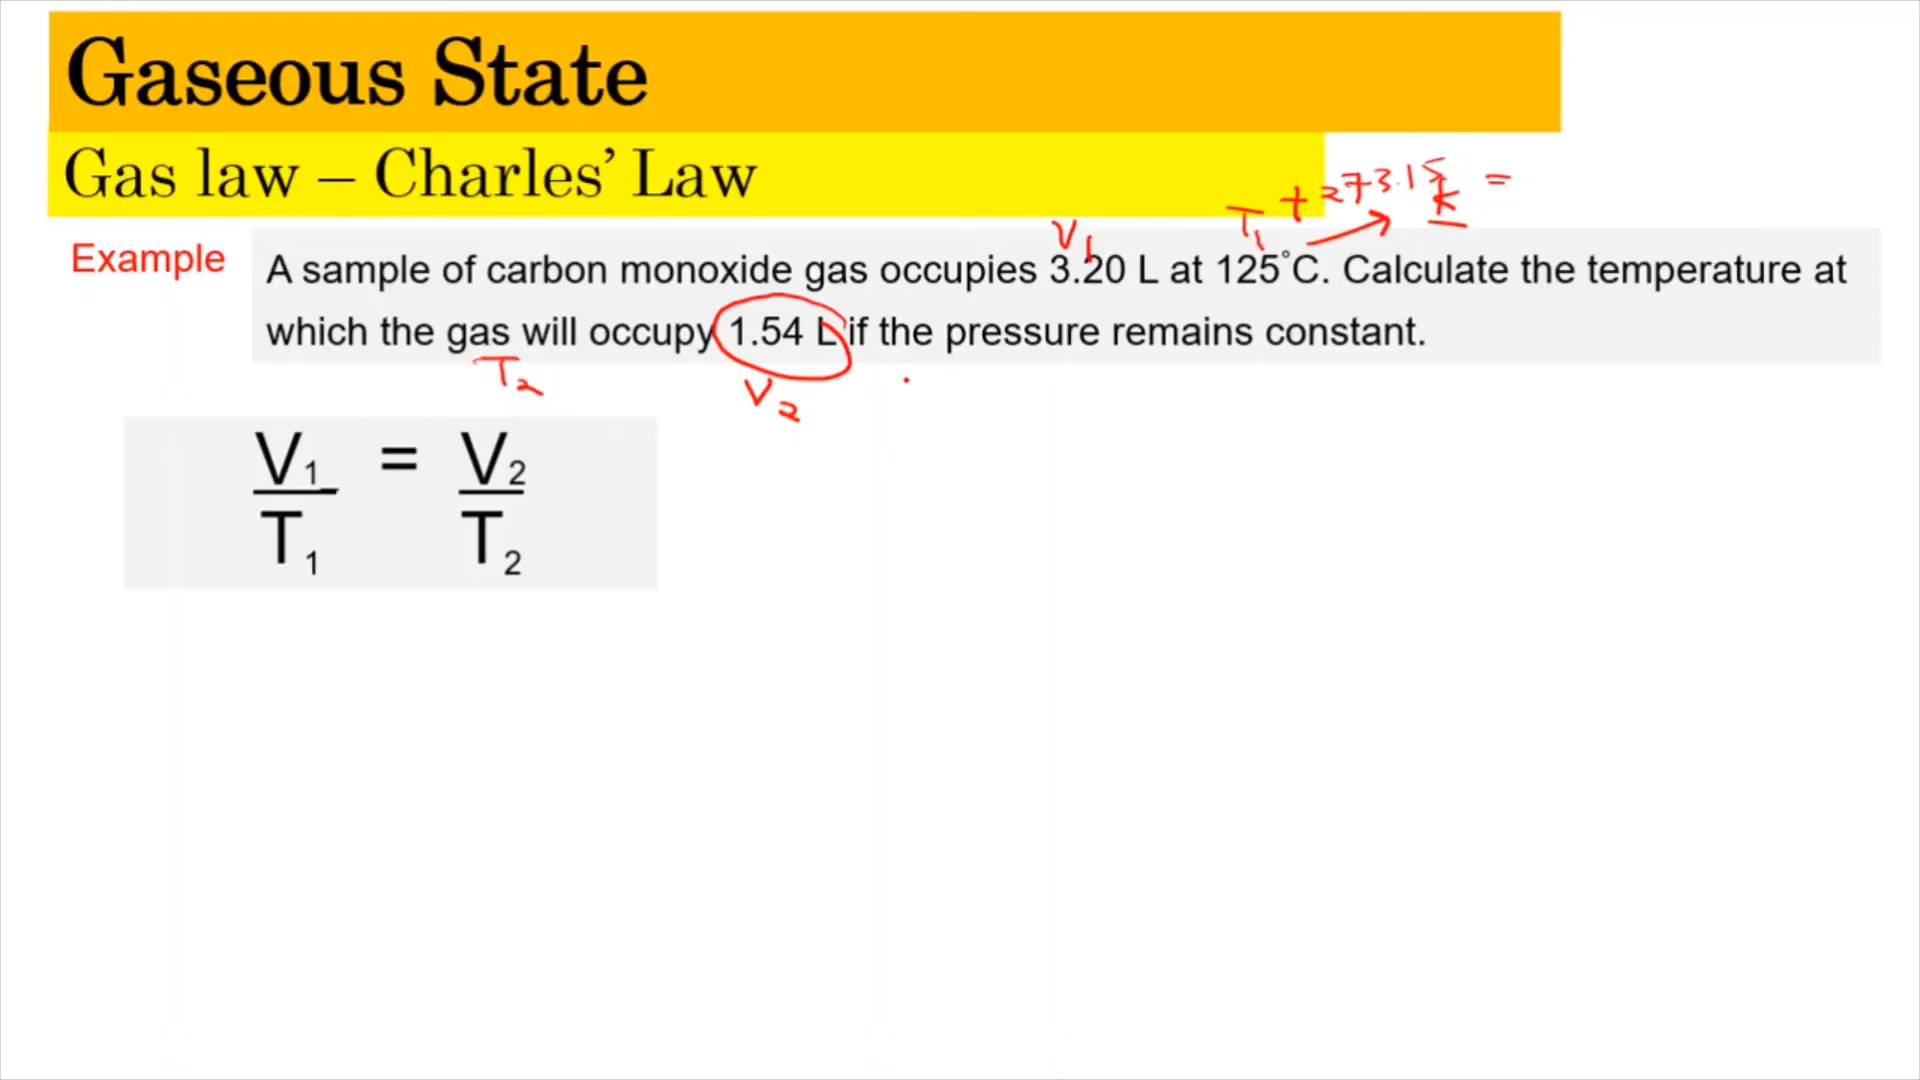 Gaseous State
Gas law – Charles’ Law
T1 + 273.15 K =
V1
Example
A sample of carbon monoxide gas occupies 3.20 L at 125°C. Calculate the temperature at
which the gas will occupy 1.54 L if the pressure remains constant.
T2 V2
V1 = V2
T1 T2